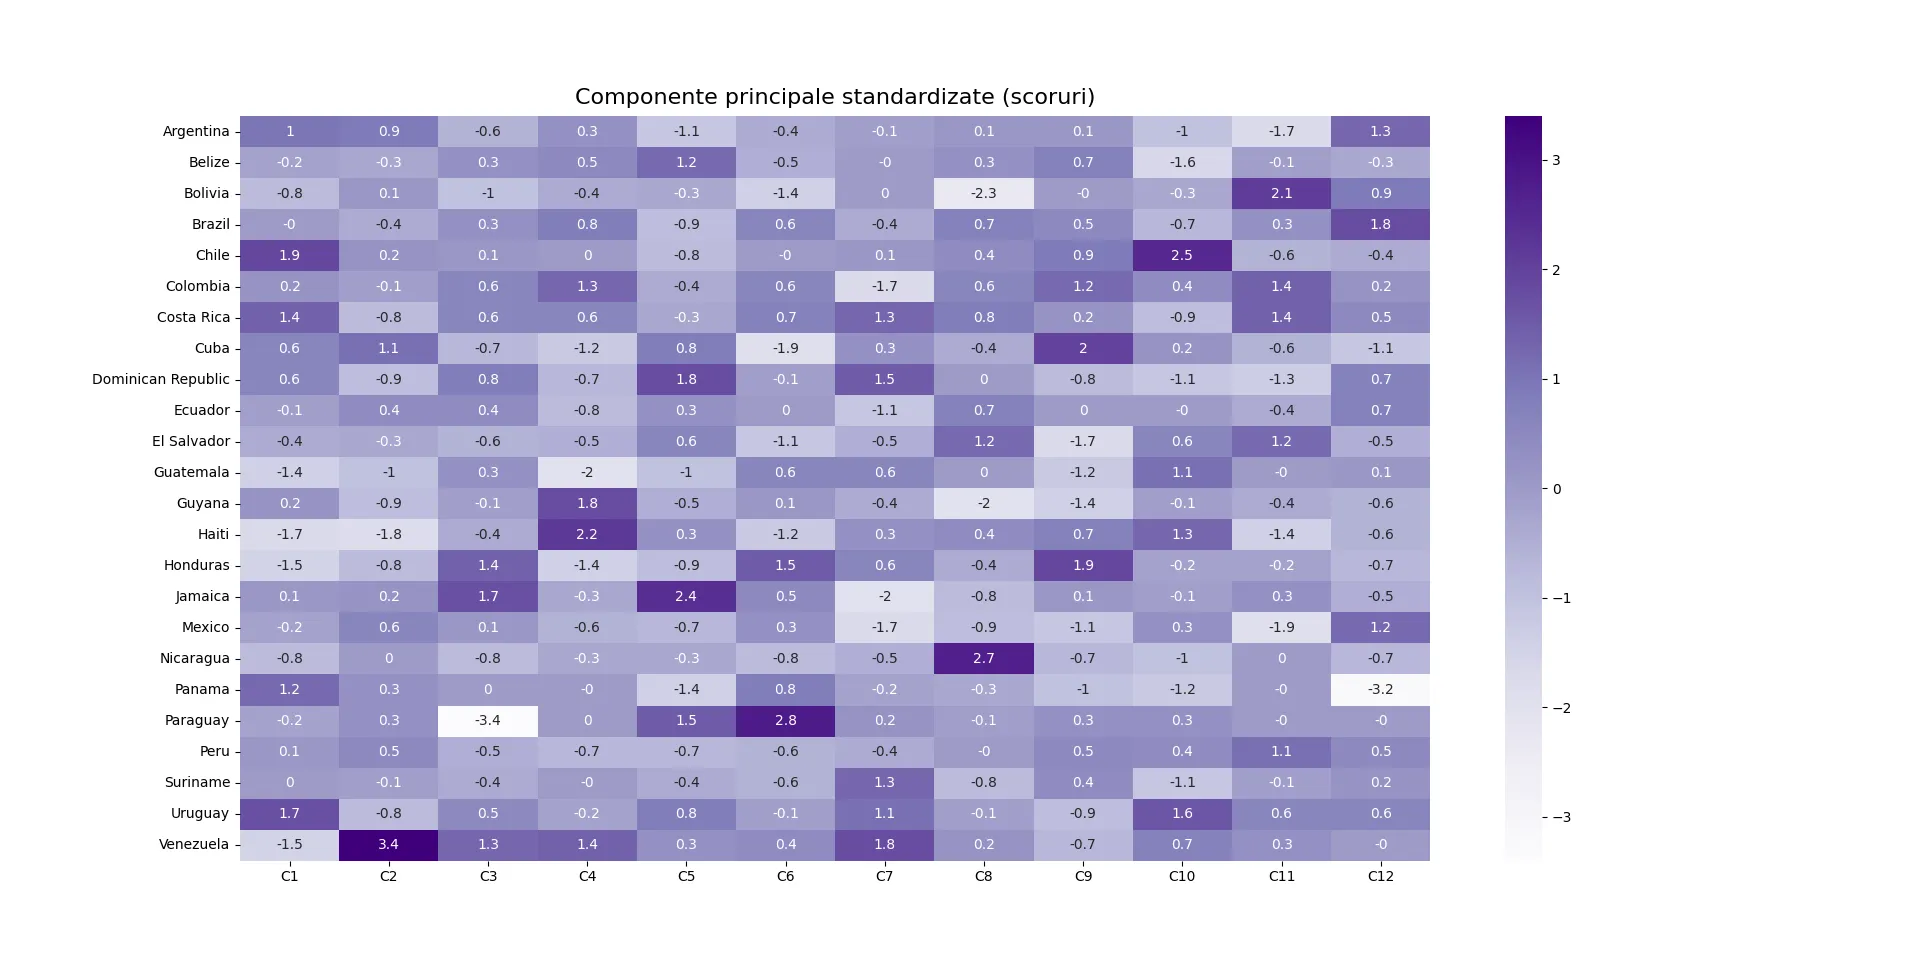 Componente principale standardizate (scoruri)
Argentina 1 0.9 -0.6 0.3 -1.1 -0.4 -0.1 0.1 0.1 -1 -1.7 1.3
Belize -0.2 -0.3 0.3 0.5 1.2 -0.5 -0 0.3 0.7 -1.6 -0.1 -0.3
Bolivia -0.8 0.1 -1 -0.4 -0.3 -1.4 0 -2.3 -0 -0.3 2.1 0.9
Brazil -0 -0.4 0.3 0.8 -0.9 0.6 -0.4 0.7 0.5 -0.7 0.3 1.8
Chile 1.9 0.2 0.1 0 -0.8 -0 0.1 0.4 0.9 2.5 -0.6 -0.4
Colombia 0.2 -0.1 0.6 1.3 -0.4 0.6 -1.7 0.6 1.2 0.4 1.4 0.2
Costa Rica 1.4 -0.8 0.6 0.6 -0.3 0.7 1.3 0.8 0.2 -0.9 1.4 0.5
Cuba 0.6 1.1 -0.7 -1.2 0.8 -1.9 0.3 -0.4 2 0.2 -0.6 -1.1
Dominican Republic 0.6 -0.9 0.8 -0.7 1.8 -0.1 1.5 0 -0.8 -1.1 -1.3 0.7
Ecuador -0.1 0.4 0.4 -0.8 0.3 0 -1.1 0.7 0 -0 -0.4 0.7
El Salvador -0.4 -0.3 -0.6 -0.5 0.6 -1.1 -0.5 1.2 -1.7 0.6 1.2 -0.5
Guatemala -1.4 -1 0.3 -2 -1 0.6 0.6 0 -1.2 1.1 -0 0.1
Guyana 0.2 -0.9 -0.1 1.8 -0.5 0.1 -0.4 -2 -1.4 -0.1 -0.4 -0.6
Haiti -1.7 -1.8 -0.4 2.2 0.3 -1.2 0.3 0.4 0.7 1.3 -1.4 -0.6
Honduras -1.5 -0.8 1.4 -1.4 -0.9 1.5 0.6 -0.4 1.9 -0.2 -0.2 -0.7
Jamaica 0.1 0.2 1.7 -0.3 2.4 0.5 -2 -0.8 0.1 -0.1 0.3 -0.5
Mexico -0.2 0.6 0.1 -0.6 -0.7 0.3 -1.7 -0.9 -1.1 0.3 -1.9 1.2
Nicaragua -0.8 0 -0.8 -0.3 -0.3 -0.8 -0.5 2.7 -0.7 -1 0 -0.7
Panama 1.2 0.3 0 -0 -1.4 0.8 -0.2 -0.3 -1 -1.2 -0 -3.2
Paraguay -0.2 0.3 -3.4 0 1.5 2.8 0.2 -0.1 0.3 0.3 -0 -0
Peru 0.1 0.5 -0.5 -0.7 -0.7 -0.6 -0.4 -0 0.5 0.4 1.1 0.5
Suriname 0 -0.1 -0.4 -0 -0.4 -0.6 1.3 -0.8 0.4 -1.1 -0.1 0.2
Uruguay 1.7 -0.8 0.5 -0.2 0.8 -0.1 1.1 -0.1 -0.9 1.6 0.6 0.6
Venezuela -1.5 3.4 1.3 1.4 0.3 0.4 1.8 0.2 -0.7 0.7 0.3 -0
C1 C2 C3 C4 C5 C6 C7 C8 C9 C10 C11 C12
3
2
1
0
−1
−2
−3